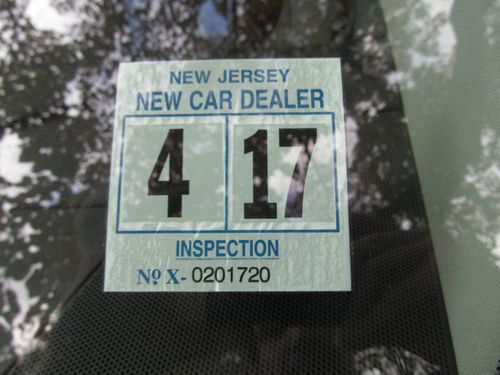 NEW JERSEY
NEW CAR DEALER
4 17
INSPECTION
No X- 0201720